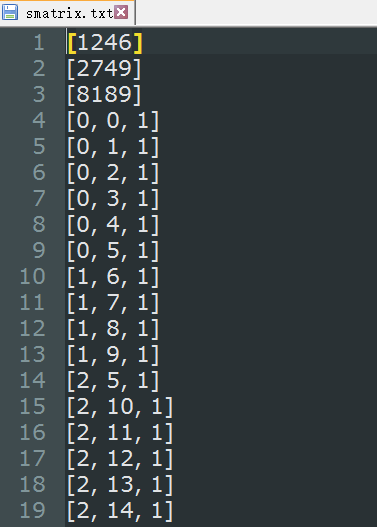 smatrix.txt
1 [1246]
2 [2749]
3 [8189]
4 [0, 0, 1]
5 [0, 1, 1]
6 [0, 2, 1]
7 [0, 3, 1]
8 [0, 4, 1]
9 [0, 5, 1]
10 [1, 6, 1]
11 [1, 7, 1]
12 [1, 8, 1]
13 [1, 9, 1]
14 [2, 5, 1]
15 [2, 10, 1]
16 [2, 11, 1]
17 [2, 12, 1]
18 [2, 13, 1]
19 [2, 14, 1]